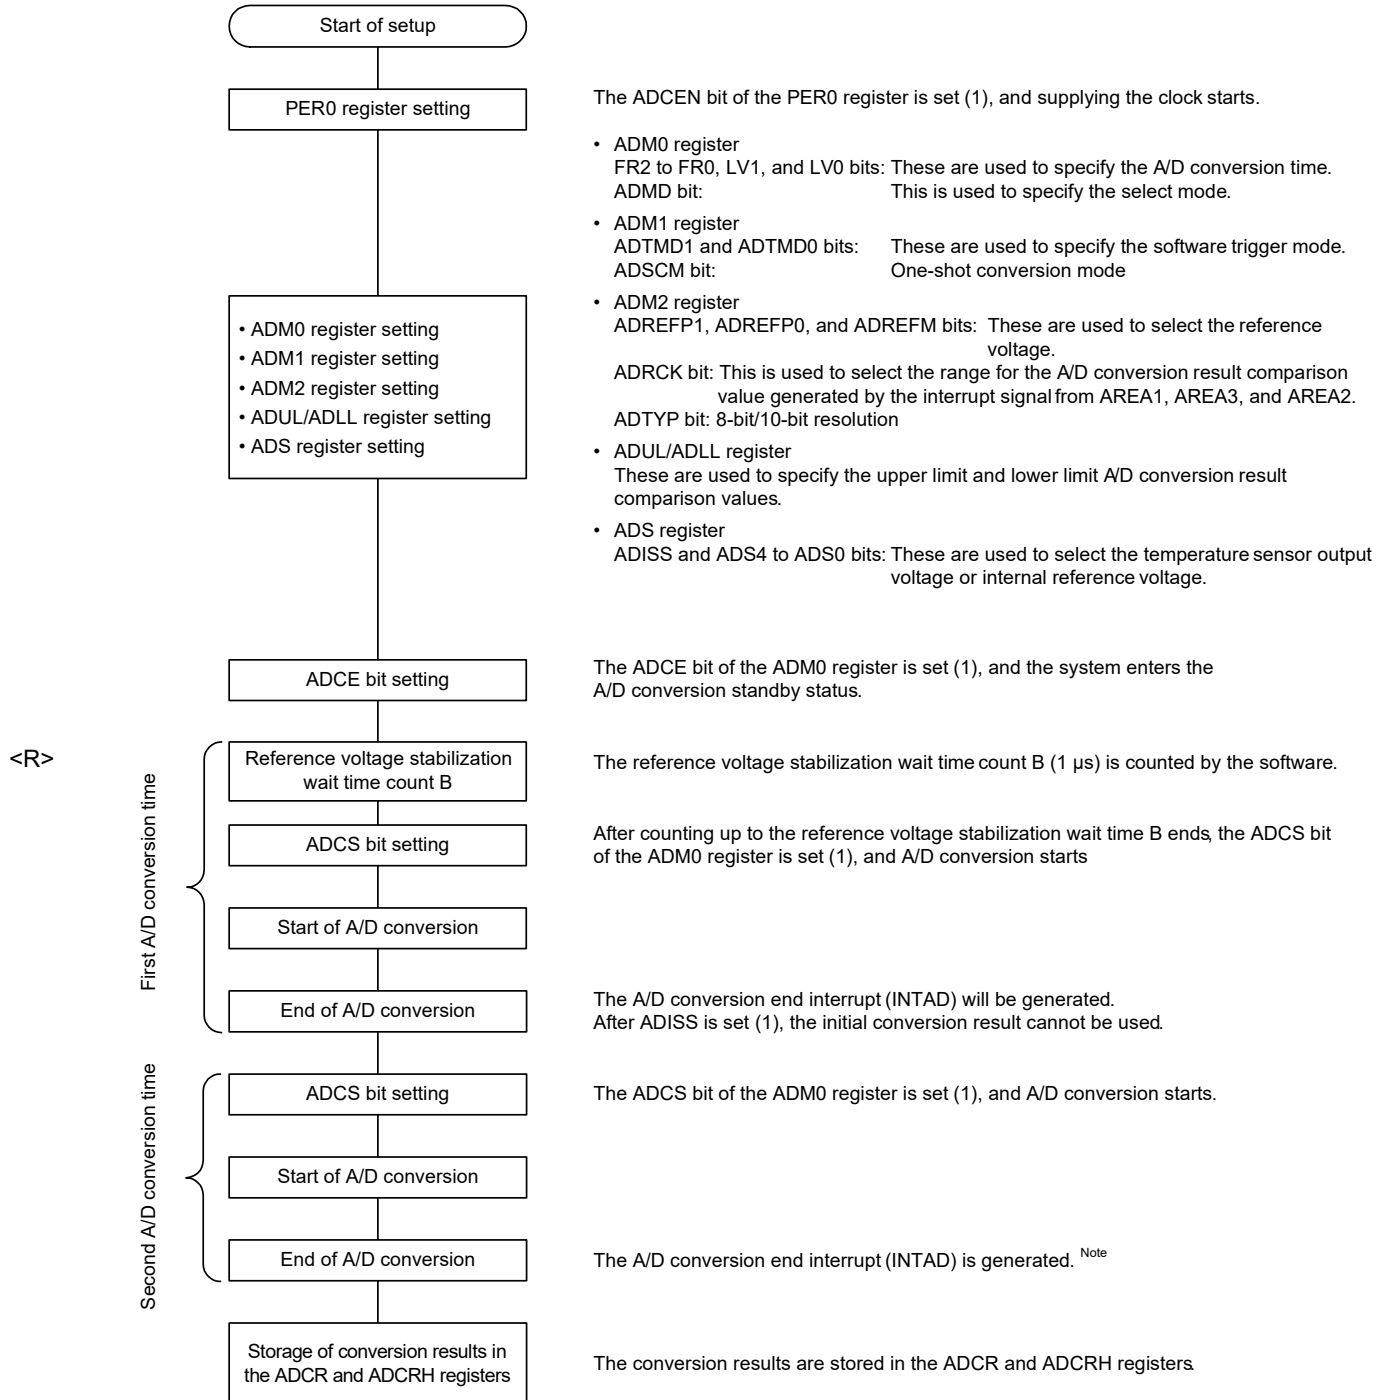 Start of setup
PER0 register setting
The ADCEN bit of the PER0 register is set (1), and supplying the clock starts.
• ADM0 register
FR2 to FR0, LV1, and LV0 bits: These are used to specify the A/D conversion time.
ADMD bit: This is used to specify the select mode.
• ADM1 register
ADTMD1 and ADTMD0 bits: These are used to specify the software trigger mode.
ADSCM bit: One-shot conversion mode
• ADM2 register
ADREFP1, ADREFP0, and ADREFM bits: These are used to select the reference
voltage.
ADRCK bit: This is used to select the range for the A/D conversion result comparison
value generated by the interrupt signal from AREA1, AREA3, and AREA2.
ADTYP bit: 8-bit/10-bit resolution
• ADUL/ADLL register
These are used to specify the upper limit and lower limit A/D conversion result
comparison values.
• ADS register
ADISS and ADS4 to ADS0 bits: These are used to select the temperature sensor output
voltage or internal reference voltage.
• ADM0 register setting
• ADM1 register setting
• ADM2 register setting
• ADUL/ADLL register setting
• ADS register setting
ADCE bit setting
The ADCE bit of the ADM0 register is set (1), and the system enters the
A/D conversion standby status.
<R>
First A/D conversion time
Reference voltage stabilization
wait time count B
The reference voltage stabilization wait time count B (1 µs) is counted by the software.
ADCS bit setting
After counting up to the reference voltage stabilization wait time B ends, the ADCS bit
of the ADM0 register is set (1), and A/D conversion starts
Start of A/D conversion
End of A/D conversion
The A/D conversion end interrupt (INTAD) will be generated.
After ADISS is set (1), the initial conversion result cannot be used.
Second A/D conversion time
ADCS bit setting
The ADCS bit of the ADM0 register is set (1), and A/D conversion starts.
Start of A/D conversion
End of A/D conversion
The A/D conversion end interrupt (INTAD) is generated. Note
Storage of conversion results in
the ADCR and ADCRH registers
The conversion results are stored in the ADCR and ADCRH registers.